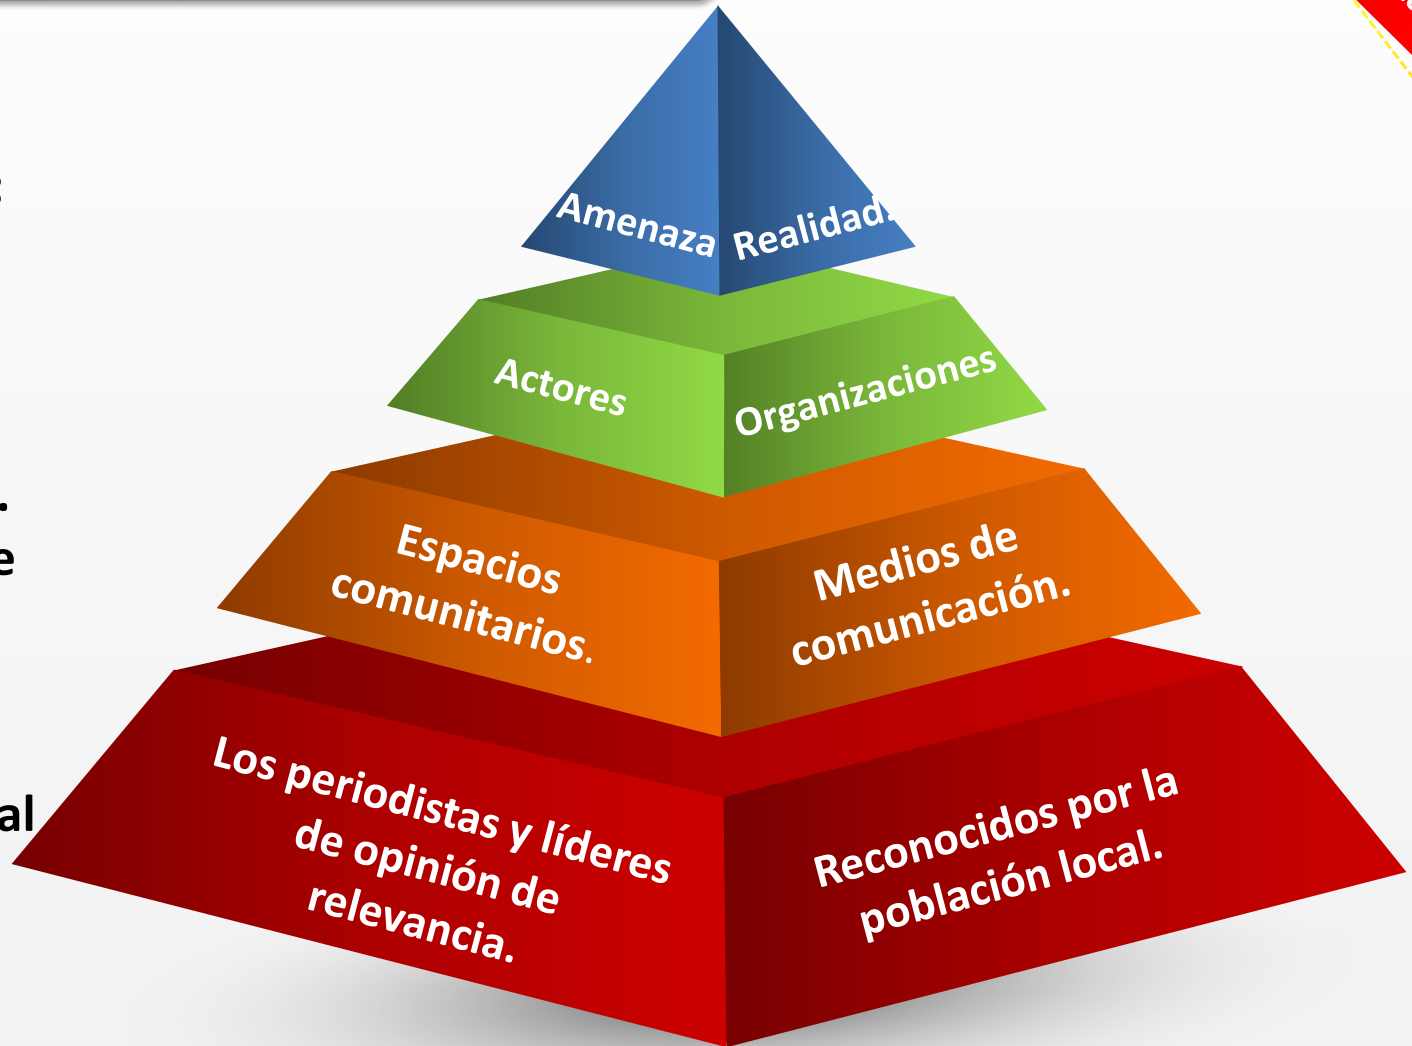 Amenaza
Realidad.
Actores
Organizaciones
Espacios
comunitarios.
Medios de
comunicación.
Los periodistas y líderes
de opinión de
relevancia.
Reconocidos por la
población local.